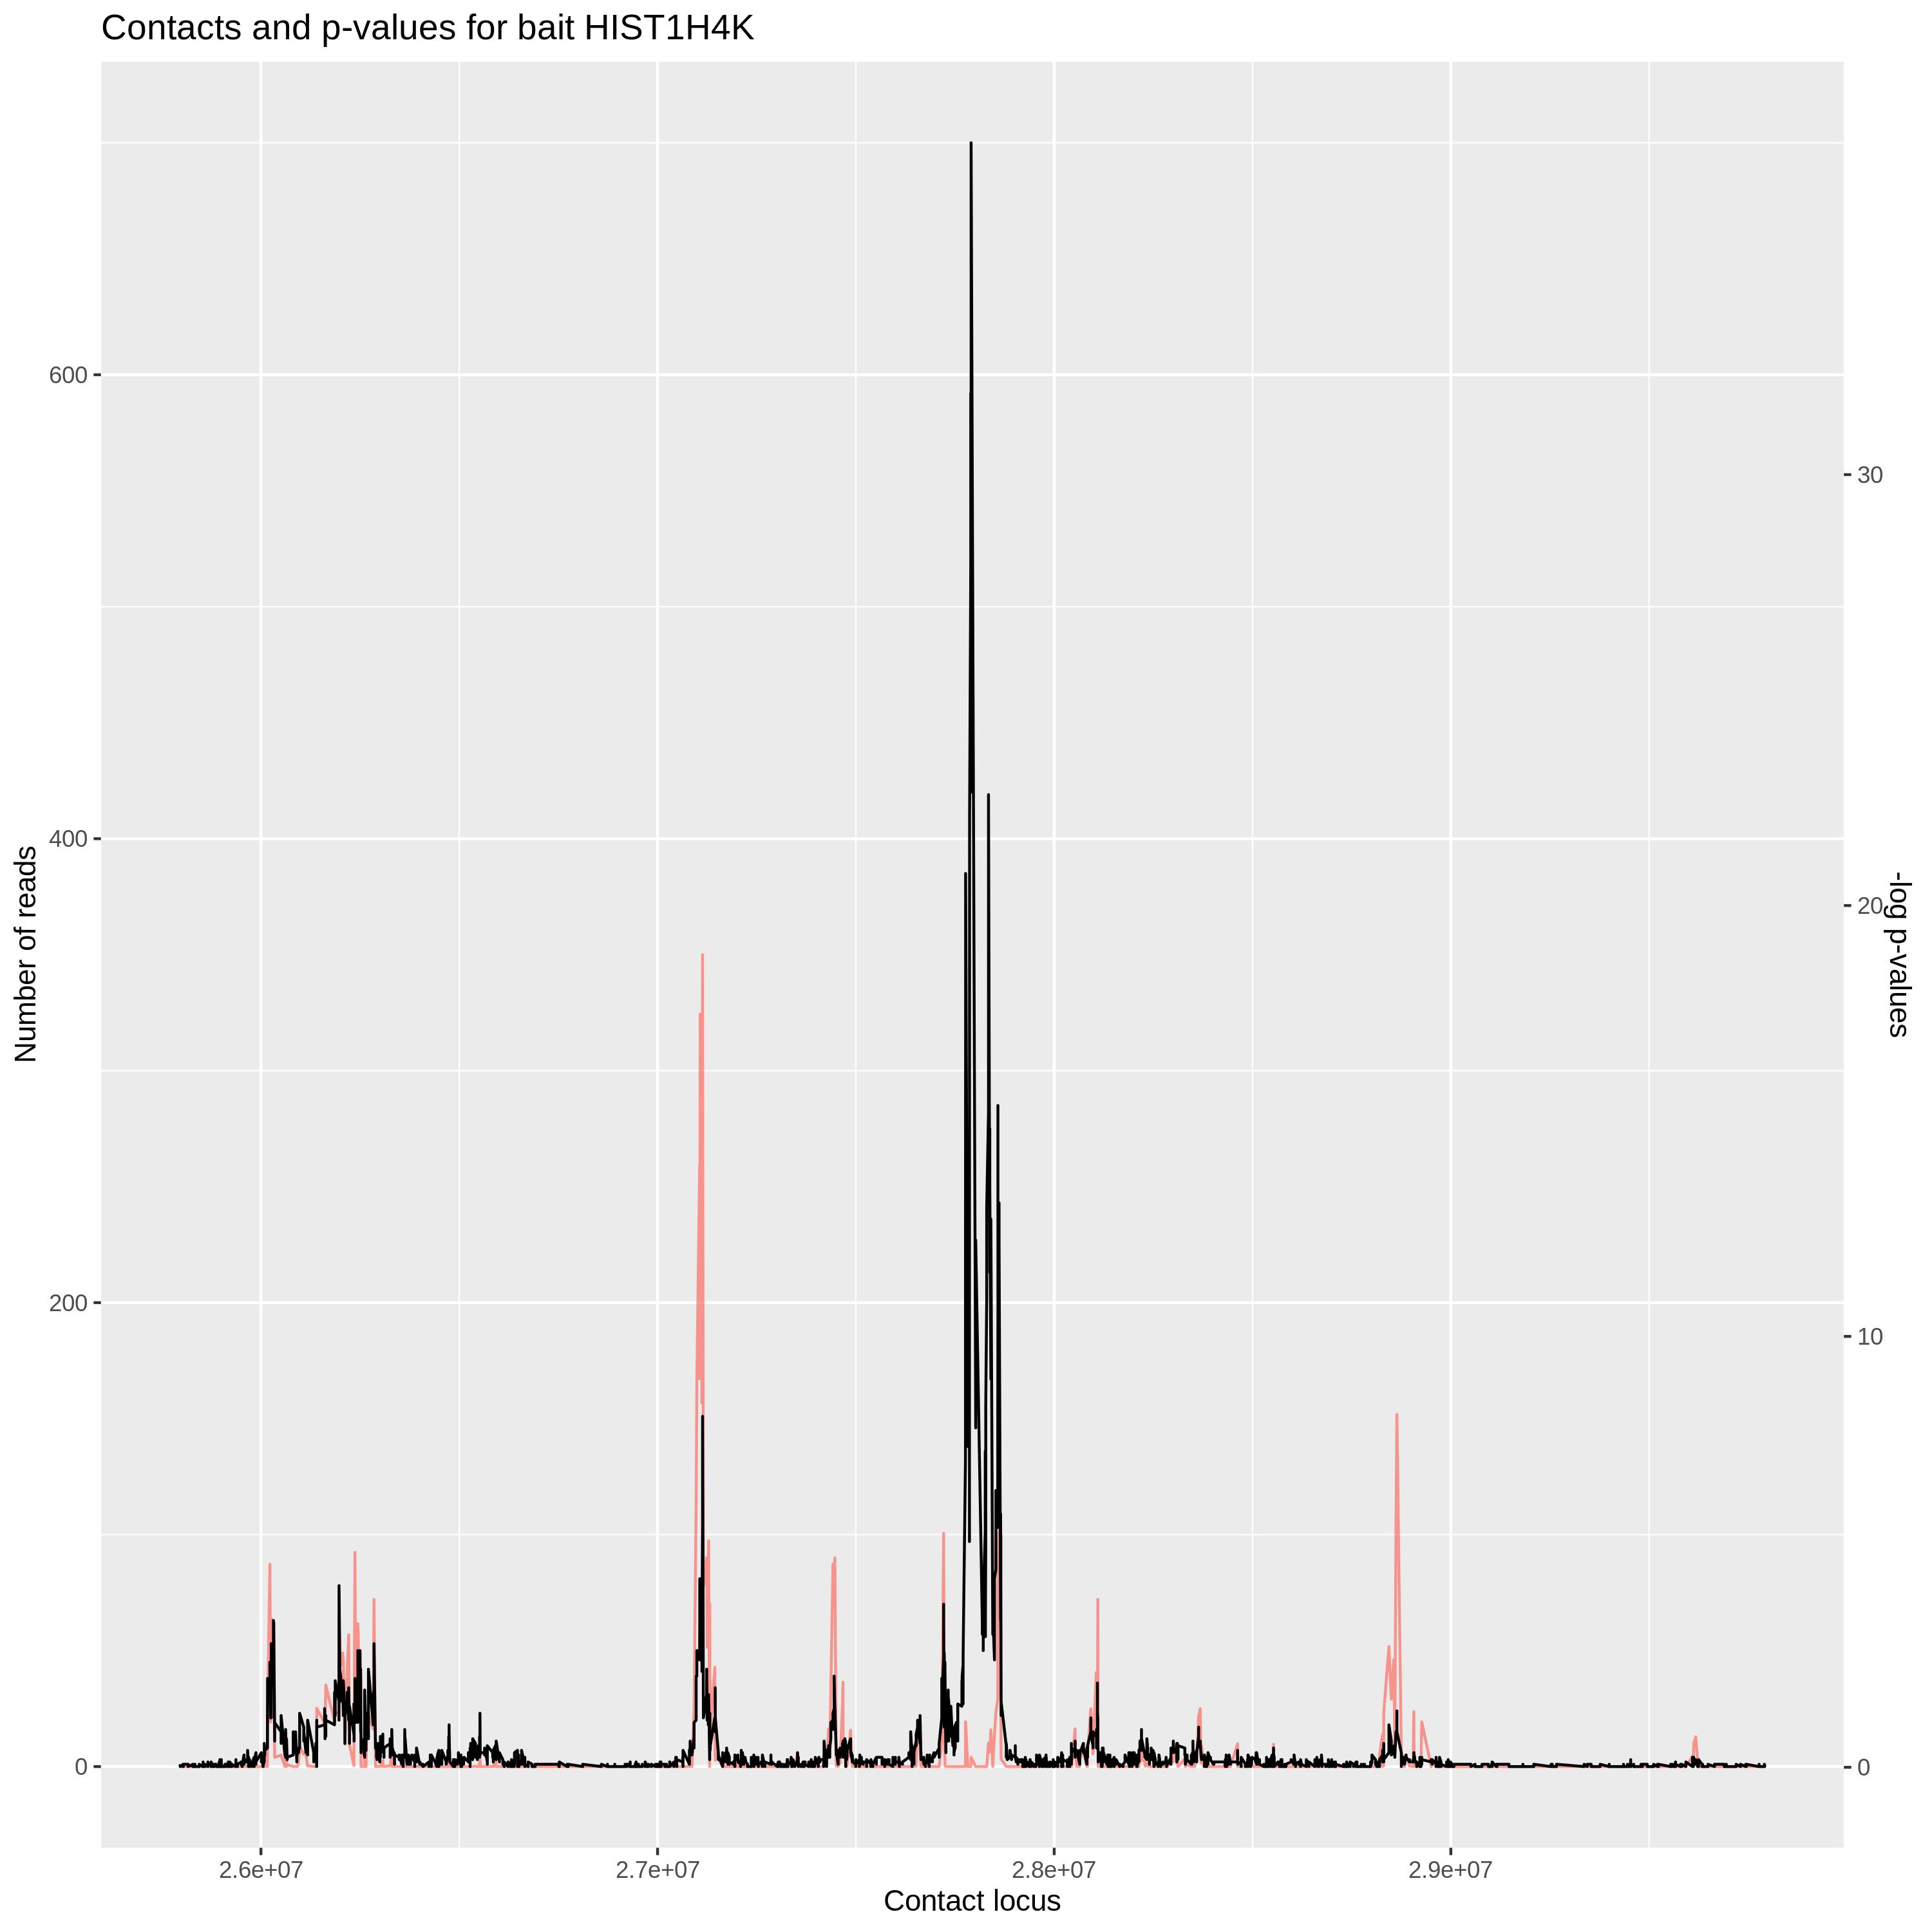 Contacts and p-values for bait HIST1H4K
600
400
200
0
Number of reads
30
20
10
0
-log p-values
2.6e+07
2.7e+07
2.8e+07
2.9e+07
Contact locus